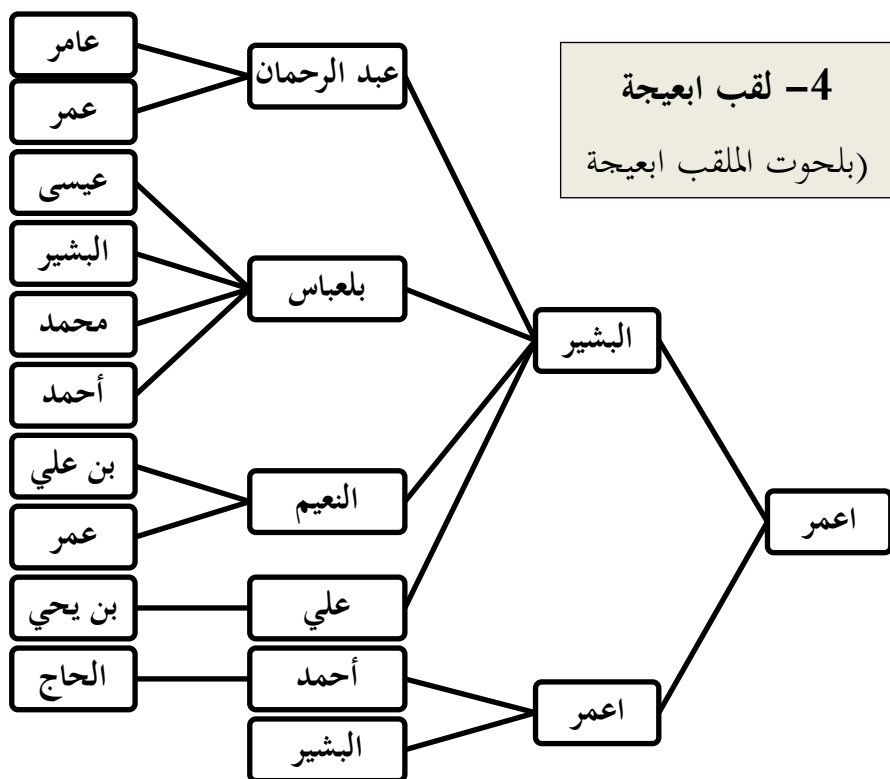 4- لقب ابعيجة
(بلحوت الملقب ابعيجة
اعمر
البشير
اعمر
عبد الرحمان
بلعباس
النعيم
علي
أحمد
البشير
عامر
عمر
عيسى
البشير
محمد
أحمد
بن علي
عمر
بن يحي
الحاج